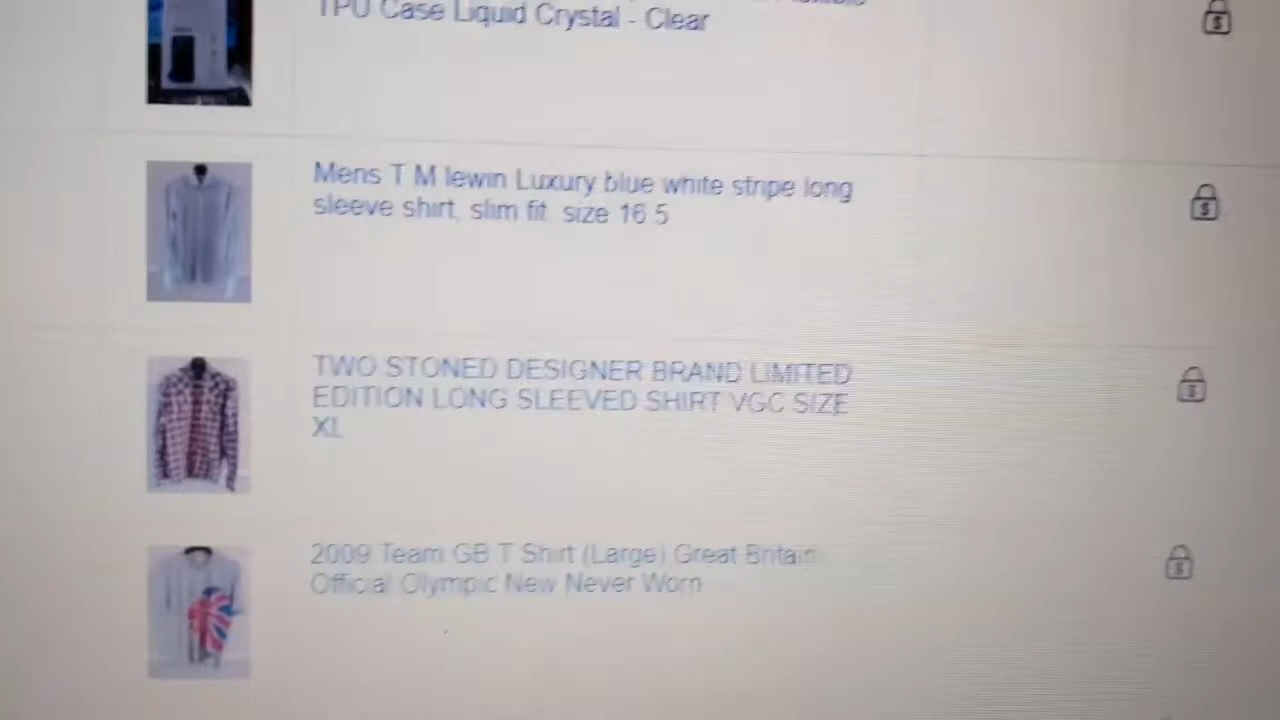 TPU Case Liquid Crystal - Clear
Mens T M lewin Luxury blue white stripe long
sleeve shirt, slim fit, size 16.5
TWO STONED DESIGNER BRAND LIMITED
EDITION LONG SLEEVED SHIRT VGC SIZE
XL
2009 Team GB T Shirt (Large) Great Britain
Official Olympic New Never Worn